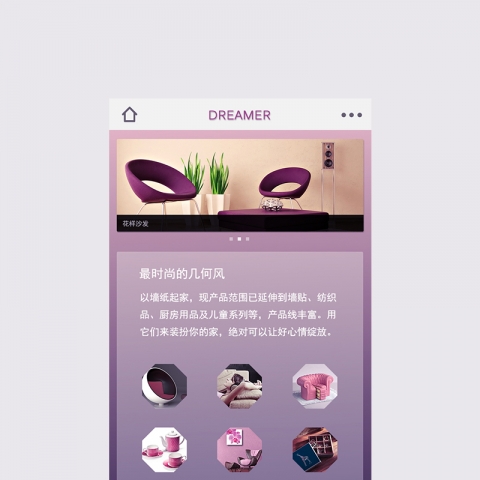 DREAMER
花样沙发
最时尚的几何风
以墙纸起家，现产品范围已延伸到墙贴、纺织
品、厨房用品及儿童系列等，产品线丰富。用
它们来装扮你的家，绝对可以让好心情绽放。